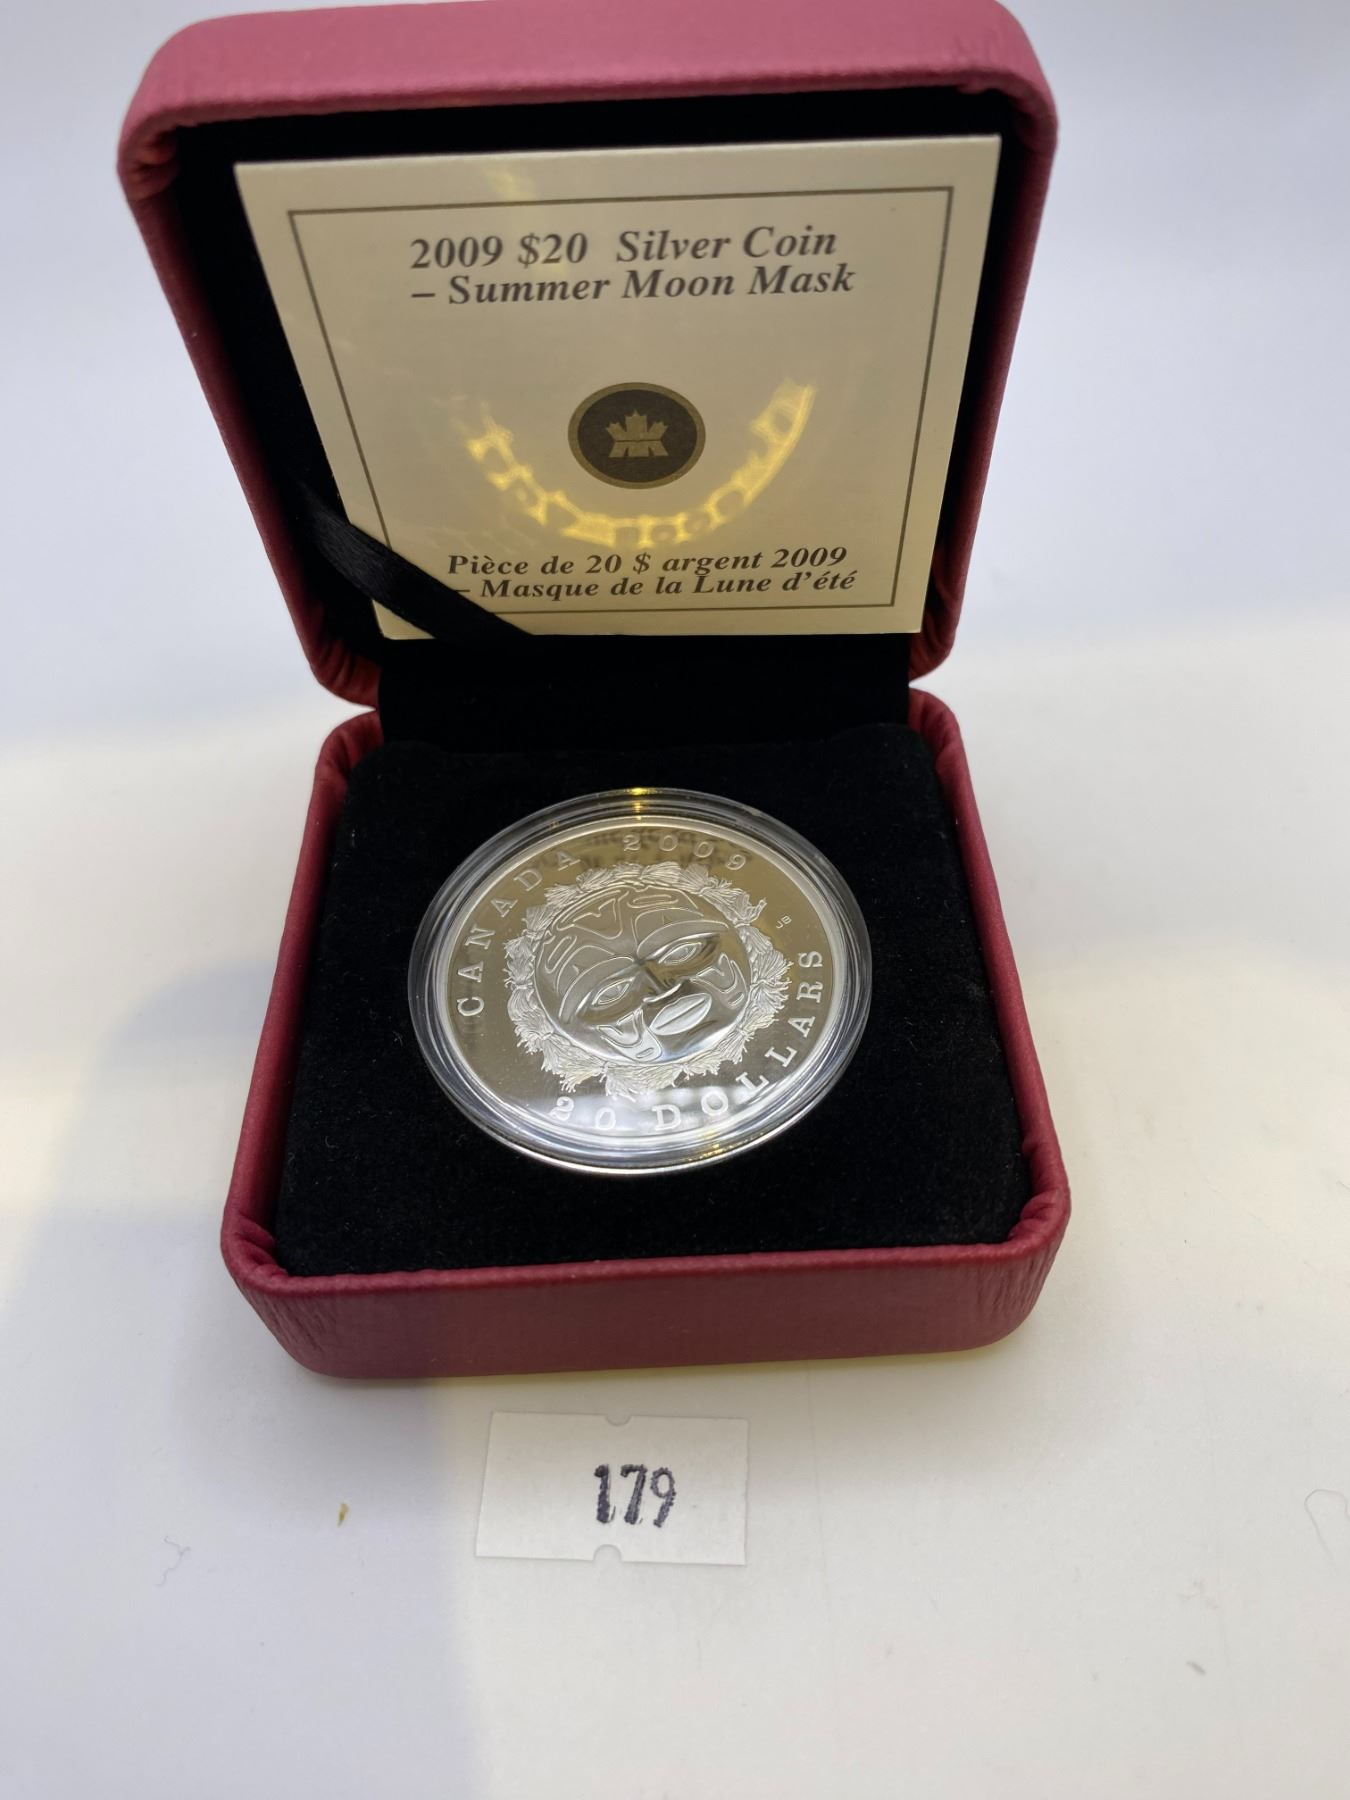 2009 $20 Silver Coin
– Summer Moon Mask
Pièce de 20 $ argent 2009
– Masque de la Lune d'été
CANADA 2009
JB
20 DOLLARS
179